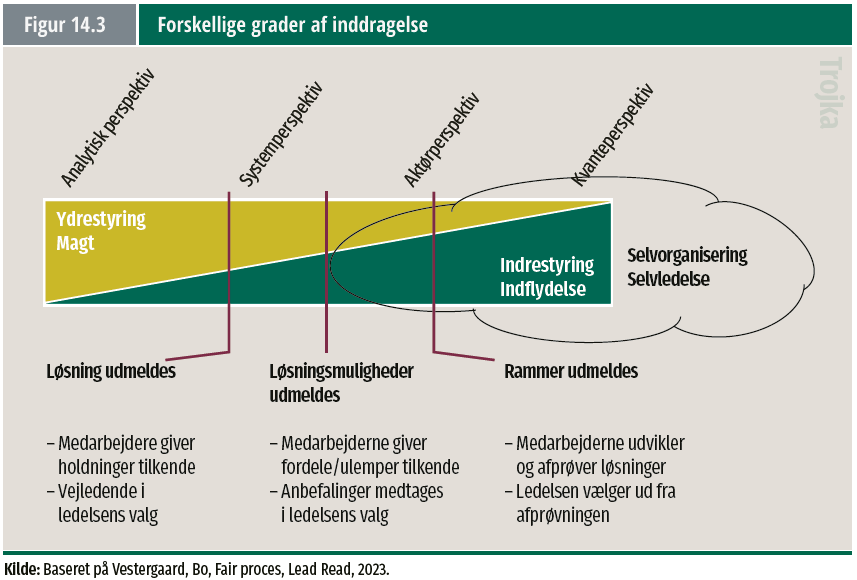 Figur 14.3
Forskellige grader af inddragelse
Trojka
Analytisk perspektiv
Systemperspektiv
Aktørperspektiv
Kvanteperspektiv
Ydrestyring
Magt
Indrestyring
Indflydelse
Selvorganisering
Selvledelse
Løsning udmeldes
– Medarbejdere giver
holdninger tilkende
– Vejledende i
ledelsens valg
Løsningsmuligheder
udmeldes
– Medarbejderne giver
fordele/ulemper tilkende
– Anbefalinger medtages
i ledelsens valg
Rammer udmeldes
– Medarbejderne udvikler
og afprøver løsninger
– Ledelsen vælger ud fra
afprøvningen
Kilde: Baseret på Vestergaard, Bo, Fair proces, Lead Read, 2023.